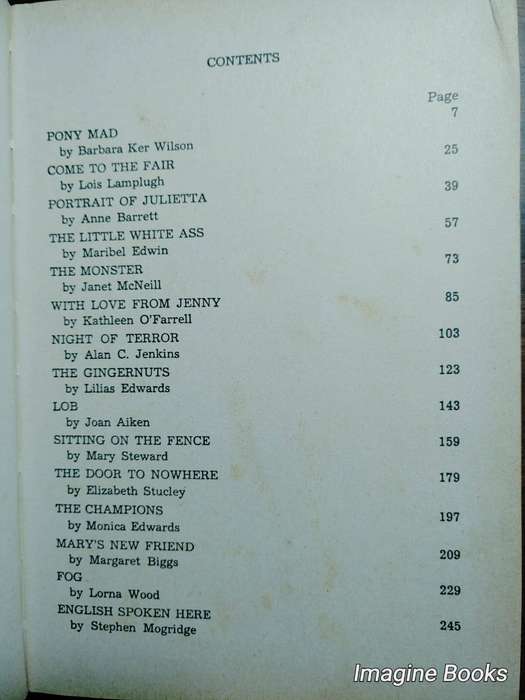 CONTENTS
Page
7
PONY MAD
by Barbara Ker Wilson
25
COME TO THE FAIR
by Lois Lamplugh
39
PORTRAIT OF JULIETTA
by Anne Barrett
57
THE LITTLE WHITE ASS
by Maribel Edwin
73
THE MONSTER
by Janet McNeill
85
WITH LOVE FROM JENNY
by Kathleen O'Farrell
103
NIGHT OF TERROR
by Alan C. Jenkins
123
THE GINGERNUTS
by Lilias Edwards
143
LOB
by Joan Aiken
159
SITTING ON THE FENCE
by Mary Steward
179
THE DOOR TO NOWHERE
by Elizabeth Stucley
197
THE CHAMPIONS
by Monica Edwards
209
MARY'S NEW FRIEND
by Margaret Biggs
229
FOG
by Lorna Wood
245
ENGLISH SPOKEN HERE
by Stephen Mogridge
Imagine Books